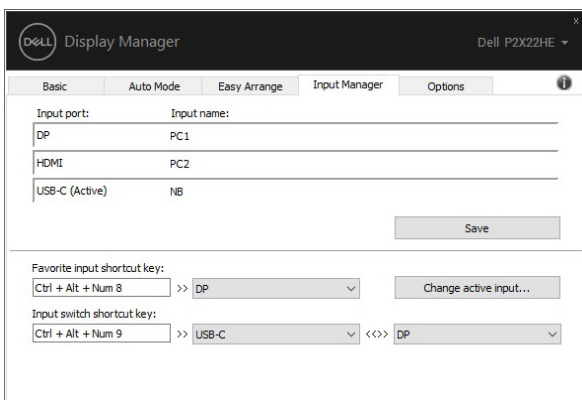 x
DELL Display Manager Dell P2X22HE
Basic Auto Mode Easy Arrange Input Manager Options i
Input port: Input name:
DP PC1
HDMI PC2
USB-C (Active) NB
Save
Favorite input shortcut key:
Ctrl + Alt + Num 8 >> DP Change active input...
Input switch shortcut key:
Ctrl + Alt + Num 9 >> USB-C <<>> DP